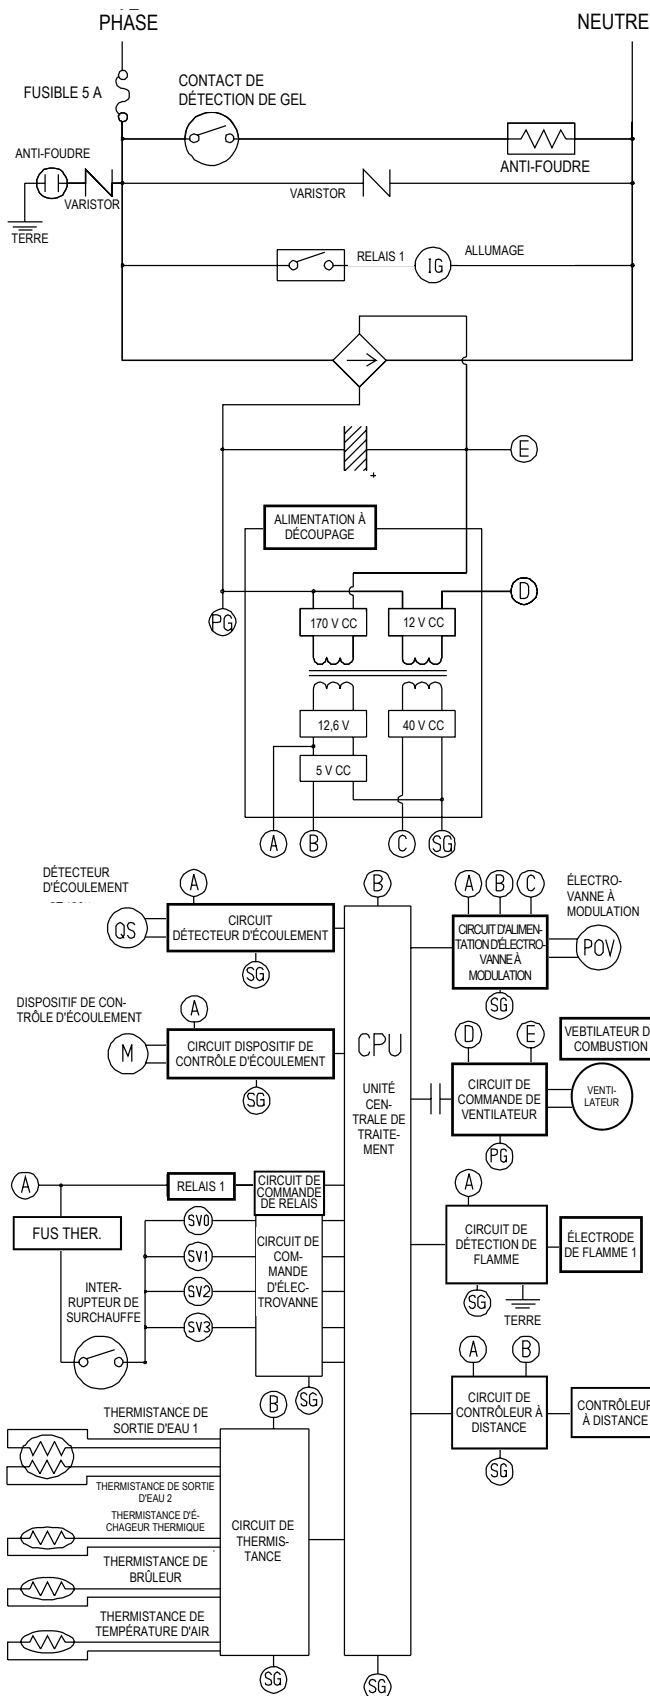 PHASE
NEUTRE
FUSIBLE 5 A
CONTACT DE
DÉTECTION DE GEL
ANTI-FOUDRE
ANTI-FOUDRE
VARISTOR
VARISTOR
TERRE
RELAIS 1
IG
ALLUMAGE
E
+
ALIMENTATION À
DÉCOUPAGE
D
PG
170 V CC
12 V CC
12,6 V
40 V CC
5 V CC
A
B
C
SG
DÉTECTEUR
D'ÉCOULEMENT
A
QS
CIRCUIT
DÉTECTEUR D'ÉCOULEMENT
SG
DISPOSITIF DE CON-
TRÔLE D'ÉCOULEMENT
A
M
CIRCUIT DISPOSITIF DE
CONTRÔLE D'ÉCOULEMENT
SG
B
CPU
UNITÉ
CEN-
TRALE DE
TRAITE-
MENT
SG
A
B
C
ÉLECTRO-
VANNE À
MODULATION
CIRCUIT D'ALIMEN-
TATION D'ÉLECTRO-
VANNE À
MODULATION
POV
SG
D
E
VEBTILATEUR D
COMBUSTION
CIRCUIT DE
COMMANDE DE
VENTILATEUR
VENTI-
LATEUR
PG
A
RELAIS 1
CIRCUIT DE
COMMANDE
DE RELAIS
FUS THER.
SV0
SV1
SV2
SV3
CIRCUIT DE
COM-
MANDE
D'ÉLEC-
TROVANNE
INTER-
RUPTEUR DE
SURCHAUFFE
SG
A
CIRCUIT DE
DÉTECTION DE
FLAMME
ÉLECTRODE
DE FLAMME 1
SG
TERRE
A
B
CIRCUIT DE
CONTRÔLEUR À
DISTANCE
CONTRÔLEUR
À DISTANCE
SG
B
THERMISTANCE DE
SORTIE D'EAU 1
THERMISTANCE DE SORTIE
D'EAU 2
THERMISTANCE D'É-
CHAGEUR THERMIQUE
THERMISTANCE DE
BRÛLEUR
THERMISTANCE DE
TEMPÉRATURE D'AIR
CIRCUIT DE
THERMIS-
TANCE
SG